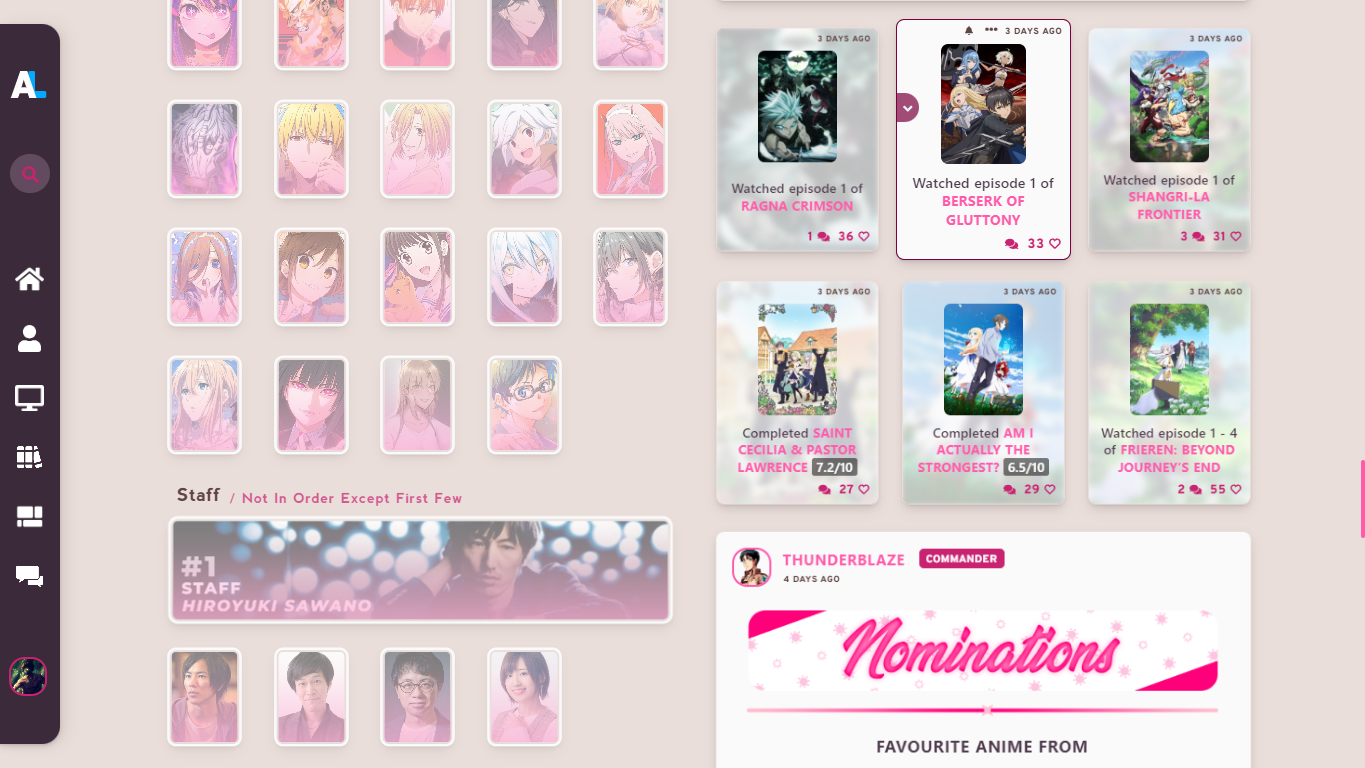 AL
Staff / Not In Order Except First Few
#1
STAFF
HIROYUKI SAWANO
3 DAYS AGO
Watched episode 1 of
RAGNA CRIMSON
1 36
3 DAYS AGO
Watched episode 1 of
BERSERK OF
GLUTTONY
33
3 DAYS AGO
Watched episode 1 of
SHANGRI-LA
FRONTIER
3 31
3 DAYS AGO
Completed SAINT
CECILIA & PASTOR
LAWRENCE 7.2/10
27
3 DAYS AGO
Completed AM I
ACTUALLY THE
STRONGEST? 6.5/10
29
3 DAYS AGO
Watched episode 1 - 4
of FRIEREN: BEYOND
JOURNEY'S END
2 55
THUNDERBLAZE COMMANDER
4 DAYS AGO
Nominations
FAVOURITE ANIME FROM